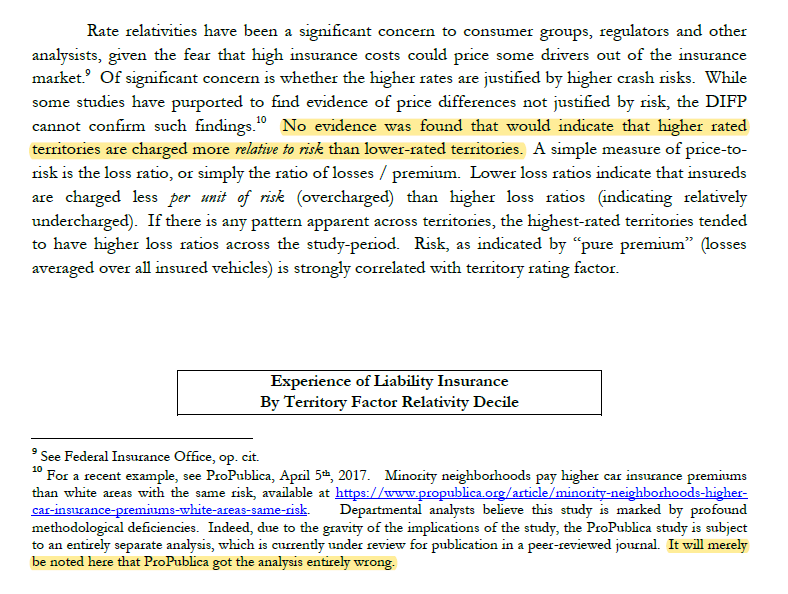 Rate relativities have been a significant concern to consumer groups, regulators and other
analysists, given the fear that high insurance costs could price some drivers out of the insurance
market.9 Of significant concern is whether the higher rates are justified by higher crash risks. While
some studies have purported to find evidence of price differences not justified by risk, the DIFP
cannot confirm such findings.10 No evidence was found that would indicate that higher rated
territories are charged more relative to risk than lower-rated territories. A simple measure of price-to-
risk is the loss ratio, or simply the ratio of losses / premium. Lower loss ratios indicate that insureds
are charged less per unit of risk (overcharged) than higher loss ratios (indicating relatively
undercharged). If there is any pattern apparent across territories, the highest-rated territories tended
to have higher loss ratios across the study-period. Risk, as indicated by “pure premium” (losses
averaged over all insured vehicles) is strongly correlated with territory rating factor.
Experience of Liability Insurance
By Territory Factor Relativity Decile
9 See Federal Insurance Office, op. cit.
10 For a recent example, see ProPublica, April 5th, 2017. Minority neighborhoods pay higher car insurance premiums
than white areas with the same risk, available at https://www.propublica.org/article/minority-neighborhoods-higher-
car-insurance-premiums-white-areas-same-risk. Departmental analysts believe this study is marked by profound
methodological deficiencies. Indeed, due to the gravity of the implications of the study, the ProPublica study is subject
to an entirely separate analysis, which is currently under review for publication in a peer-reviewed journal. It will merely
be noted here that ProPublica got the analysis entirely wrong.